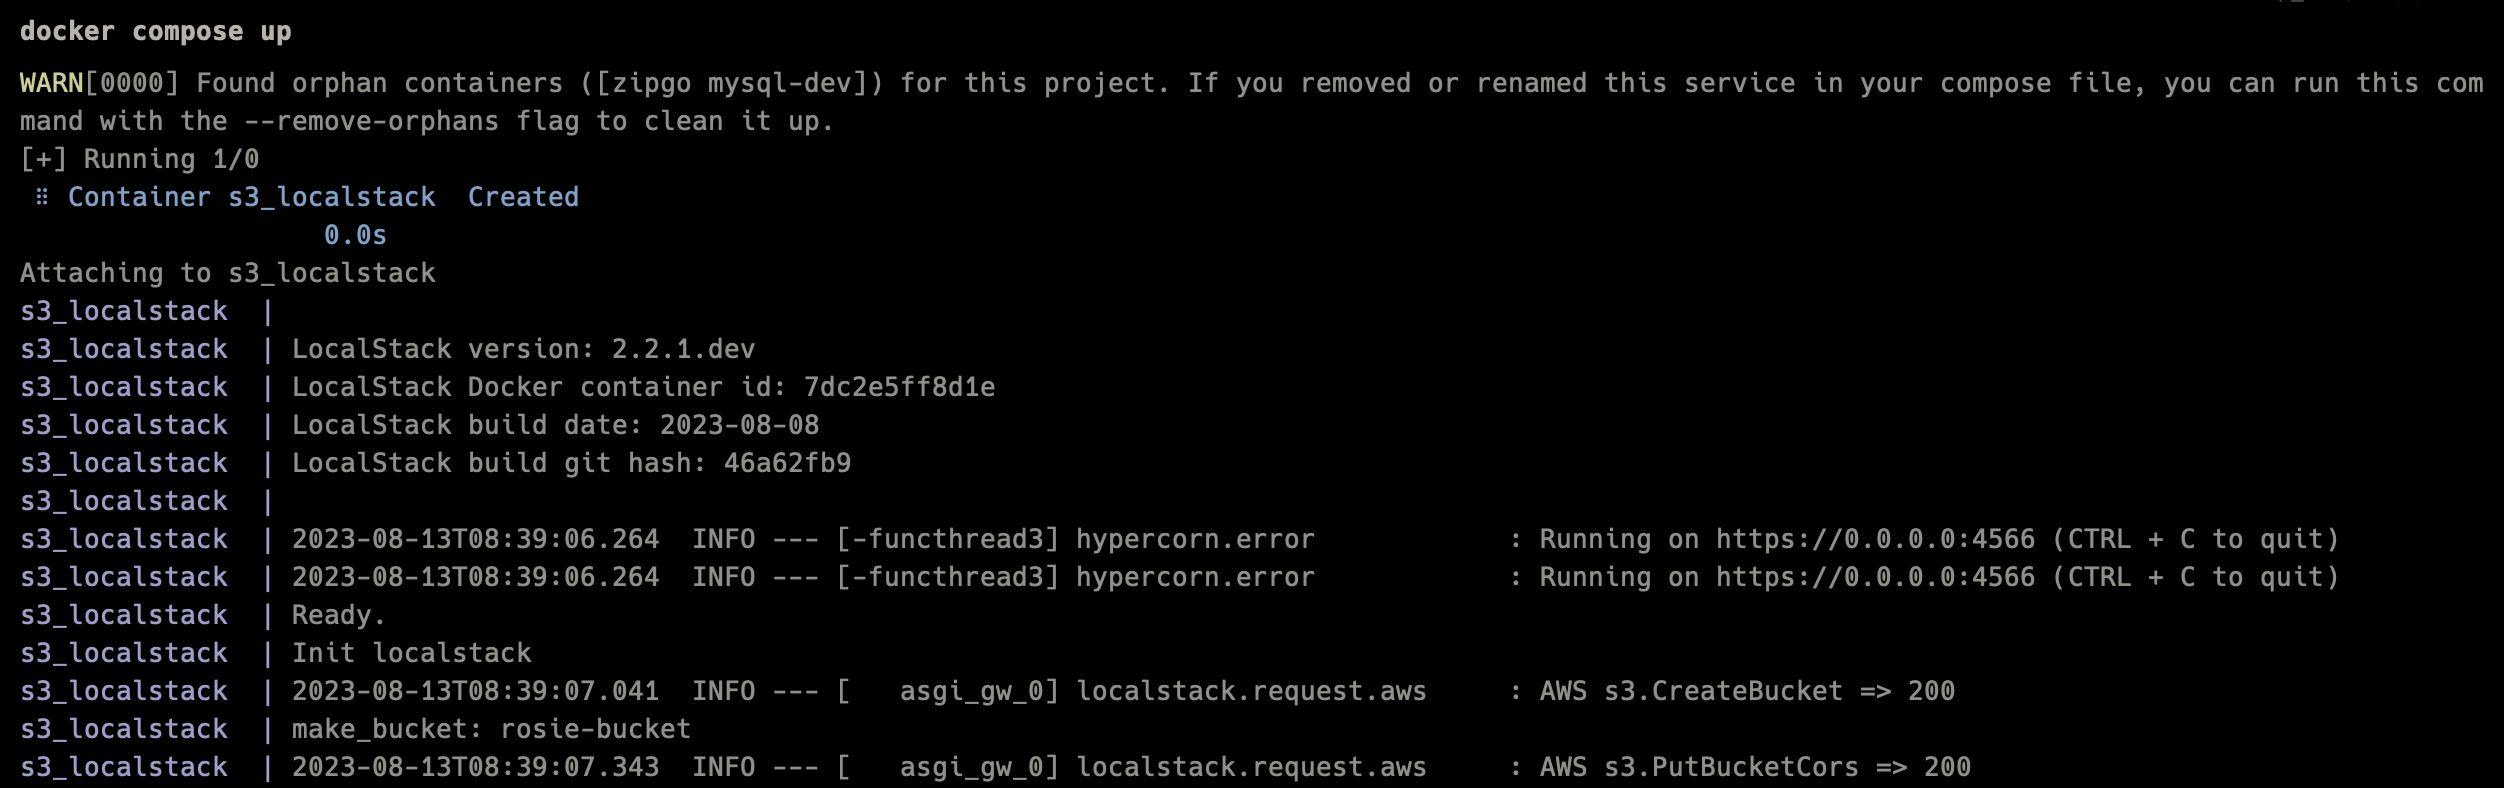 docker compose up
WARN[0000] Found orphan containers ([zipgo mysql-dev]) for this project. If you removed or renamed this service in your compose file, you can run this com
mand with the --remove-orphans flag to clean it up.
[+] Running 1/0
⠿ Container s3_localstack  Created
0.0s
Attaching to s3_localstack
s3_localstack  |
s3_localstack  | LocalStack version: 2.2.1.dev
s3_localstack  | LocalStack Docker container id: 7dc2e5ff8d1e
s3_localstack  | LocalStack build date: 2023-08-08
s3_localstack  | LocalStack build git hash: 46a62fb9
s3_localstack  |
s3_localstack  | 2023-08-13T08:39:06.264  INFO --- [-functhread3] hypercorn.error            : Running on https://0.0.0.0:4566 (CTRL + C to quit)
s3_localstack  | 2023-08-13T08:39:06.264  INFO --- [-functhread3] hypercorn.error            : Running on https://0.0.0.0:4566 (CTRL + C to quit)
s3_localstack  | Ready.
s3_localstack  | Init localstack
s3_localstack  | 2023-08-13T08:39:07.041  INFO --- [   asgi_gw_0] localstack.request.aws     : AWS s3.CreateBucket => 200
s3_localstack  | make_bucket: rosie-bucket
s3_localstack  | 2023-08-13T08:39:07.343  INFO --- [   asgi_gw_0] localstack.request.aws     : AWS s3.PutBucketCors => 200